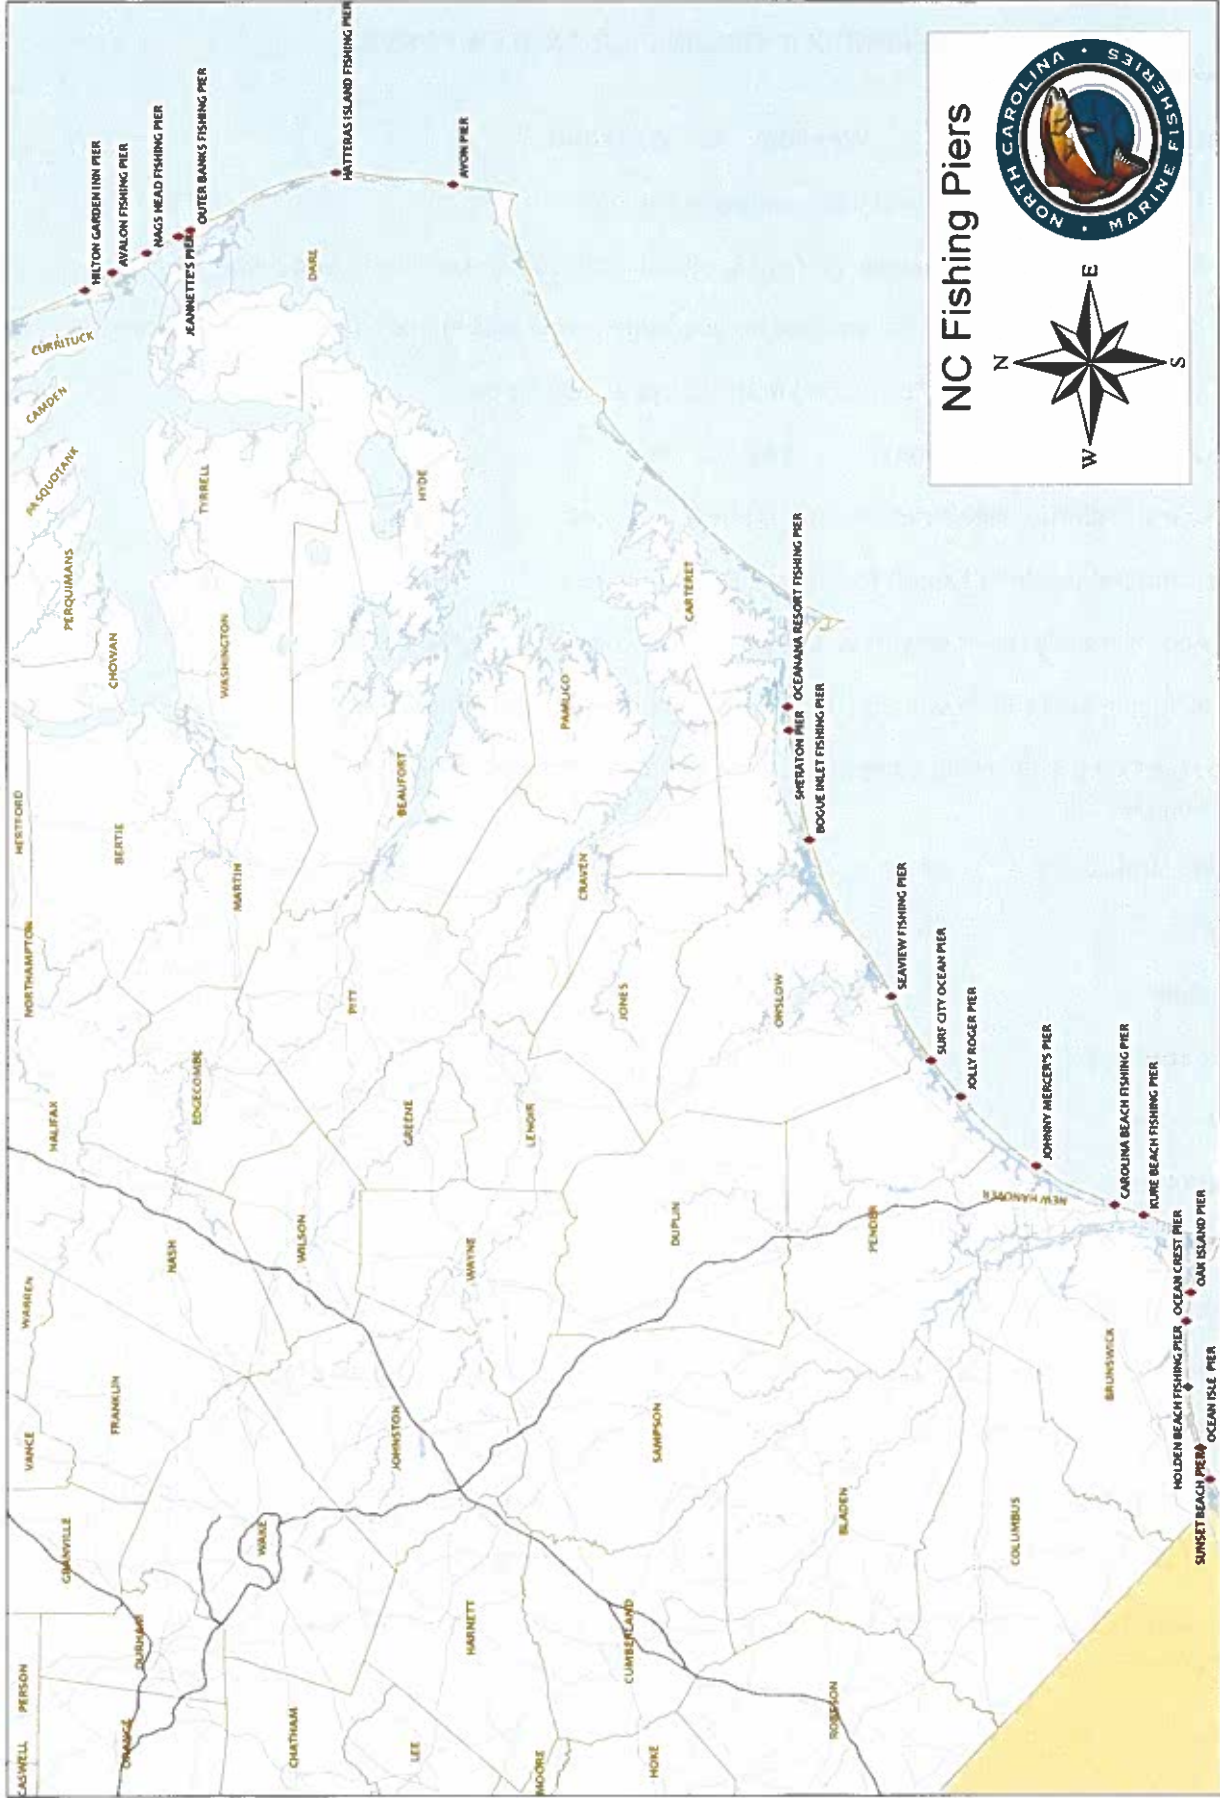 NC Fishing Piers
NORTH CAROLINA
MARINE FISHERIES
N
W
E
S
CASWELL
PERSON
GRANVILLE
VANCE
WARREN
HALIFAX
NORTHAMPTON
HERTFORD
CHOWAN
PERQUIMANS
PASQUOTANK
CAMDEN
CURRITUCK
ORANGE
DURHAM
FRANKLIN
NASH
EDGECOMBE
BERTIE
MARTIN
WASHINGTON
TYRRELL
DARE
CHATHAM
WAKE
WILSON
PITT
BEAUFORT
HYDE
LEE
HARNETT
JOHNSTON
WAYNE
GREENE
LENOIR
CRAVEN
PAMLICO
MOORE
HOKE
CUMBERLAND
SAMPSON
DUPLIN
JONES
CARTERET
ONSLOW
ROBESON
BLADEN
PENDER
COLUMBUS
BRUNSWICK
NEW HANOVER
HILTON GARDEN INN PIER
AVALON FISHING PIER
NAGS HEAD FISHING PIER
JEANNETTE'S PIER
OUTER BANKS FISHING PIER
HATTERAS ISLAND FISHING PIER
AVON PIER
OCEANANA RESORT FISHING PIER
SHERATON PIER
BOGUE INLET FISHING PIER
SEAVIEW FISHING PIER
SURF CITY OCEAN PIER
JOLLY ROGER PIER
JOHNNY MERCER'S PIER
CAROLINA BEACH FISHING PIER
KURE BEACH FISHING PIER
OCEAN CREST PIER
OAK ISLAND PIER
HOLDEN BEACH FISHING PIER
OCEAN ISLE PIER
SUNSET BEACH PIER